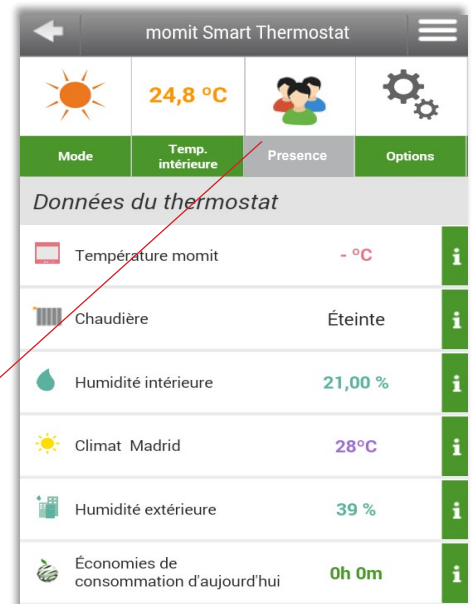 momit Smart Thermostat
24,8 ºC
Mode
Temp. intérieure
Presence
Options
Données du thermostat
Température momit - ºC i
Chaudière Éteinte i
Humidité intérieure 21,00 % i
Climat Madrid 28ºC i
Humidité extérieure 39 % i
Économies de
consommation d'aujourd'hui 0h 0m i